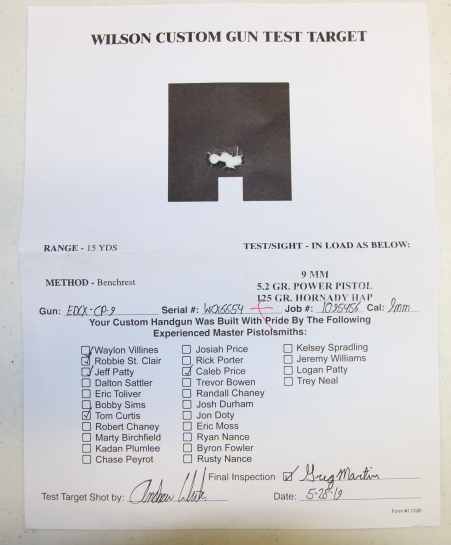 WILSON CUSTOM GUN TEST TARGET
RANGE - 15 YDS TEST/SIGHT - IN LOAD AS BELOW:
9 MM
METHOD - Benchrest 5.2 GR. POWER PISTOL
125 GR. HORNADY HAP
Gun: EDCX-CP-9 Serial #: WCX6654 Job #: 1095456 Cal: 9mm
Your Custom Handgun Was Built With Pride By The Following
Experienced Master Pistolsmiths:
Waylon Villines Josiah Price Kelsey Spradling
Robbie St. Clair Rick Porter Jeremy Williams
Jeff Patty Caleb Price Logan Patty
Dalton Sattler Trevor Bowen Trey Neal
Eric Toliver Randall Chaney
Bobby Sims Josh Durham
Tom Curtis Jon Doty
Robert Chaney Eric Moss
Marty Birchfield Ryan Nance
Kadan Plumlee Byron Fowler
Chase Peyrot Rusty Nance
Final Inspection Greg Martin
Test Target Shot by: Andrew Date: 5-28-19
Form#1 CGB